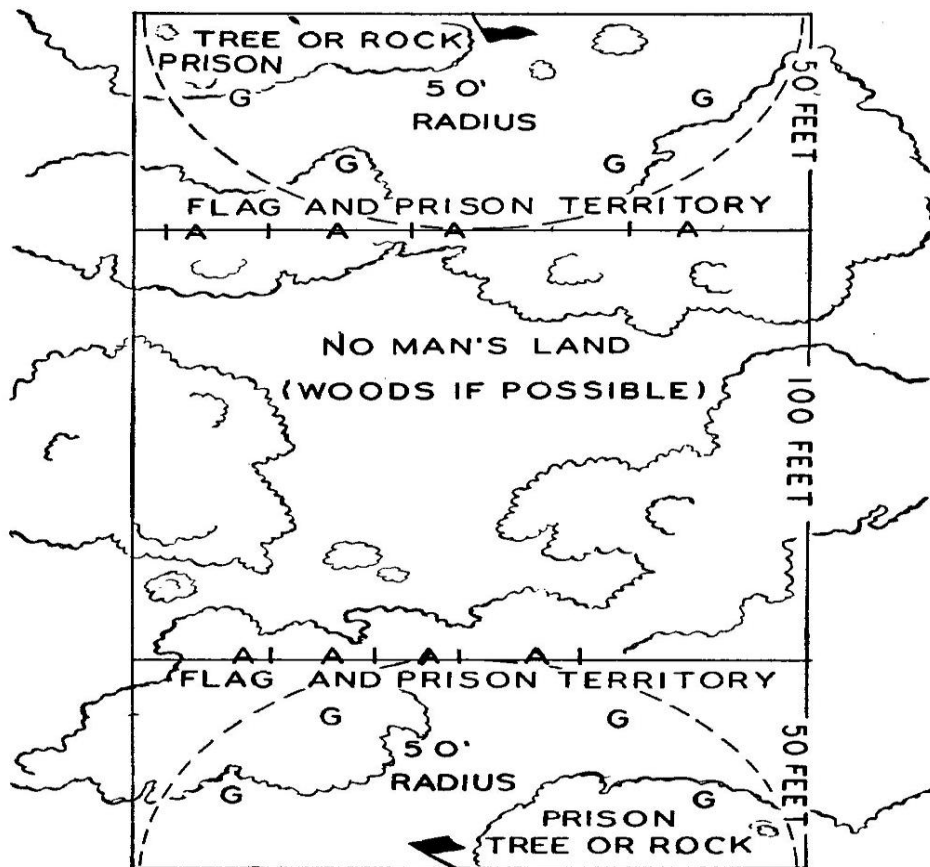 TREE OR ROCK
PRISON
50'
RADIUS
G
G
G
G
50 FEET
FLAG AND PRISON TERRITORY
A
A
A
A
NO MAN'S LAND
(WOODS IF POSSIBLE)
100 FEET
A
A
A
A
FLAG AND PRISON TERRITORY
G
G
50'
RADIUS
50 FEET
G
G
PRISON
TREE OR ROCK